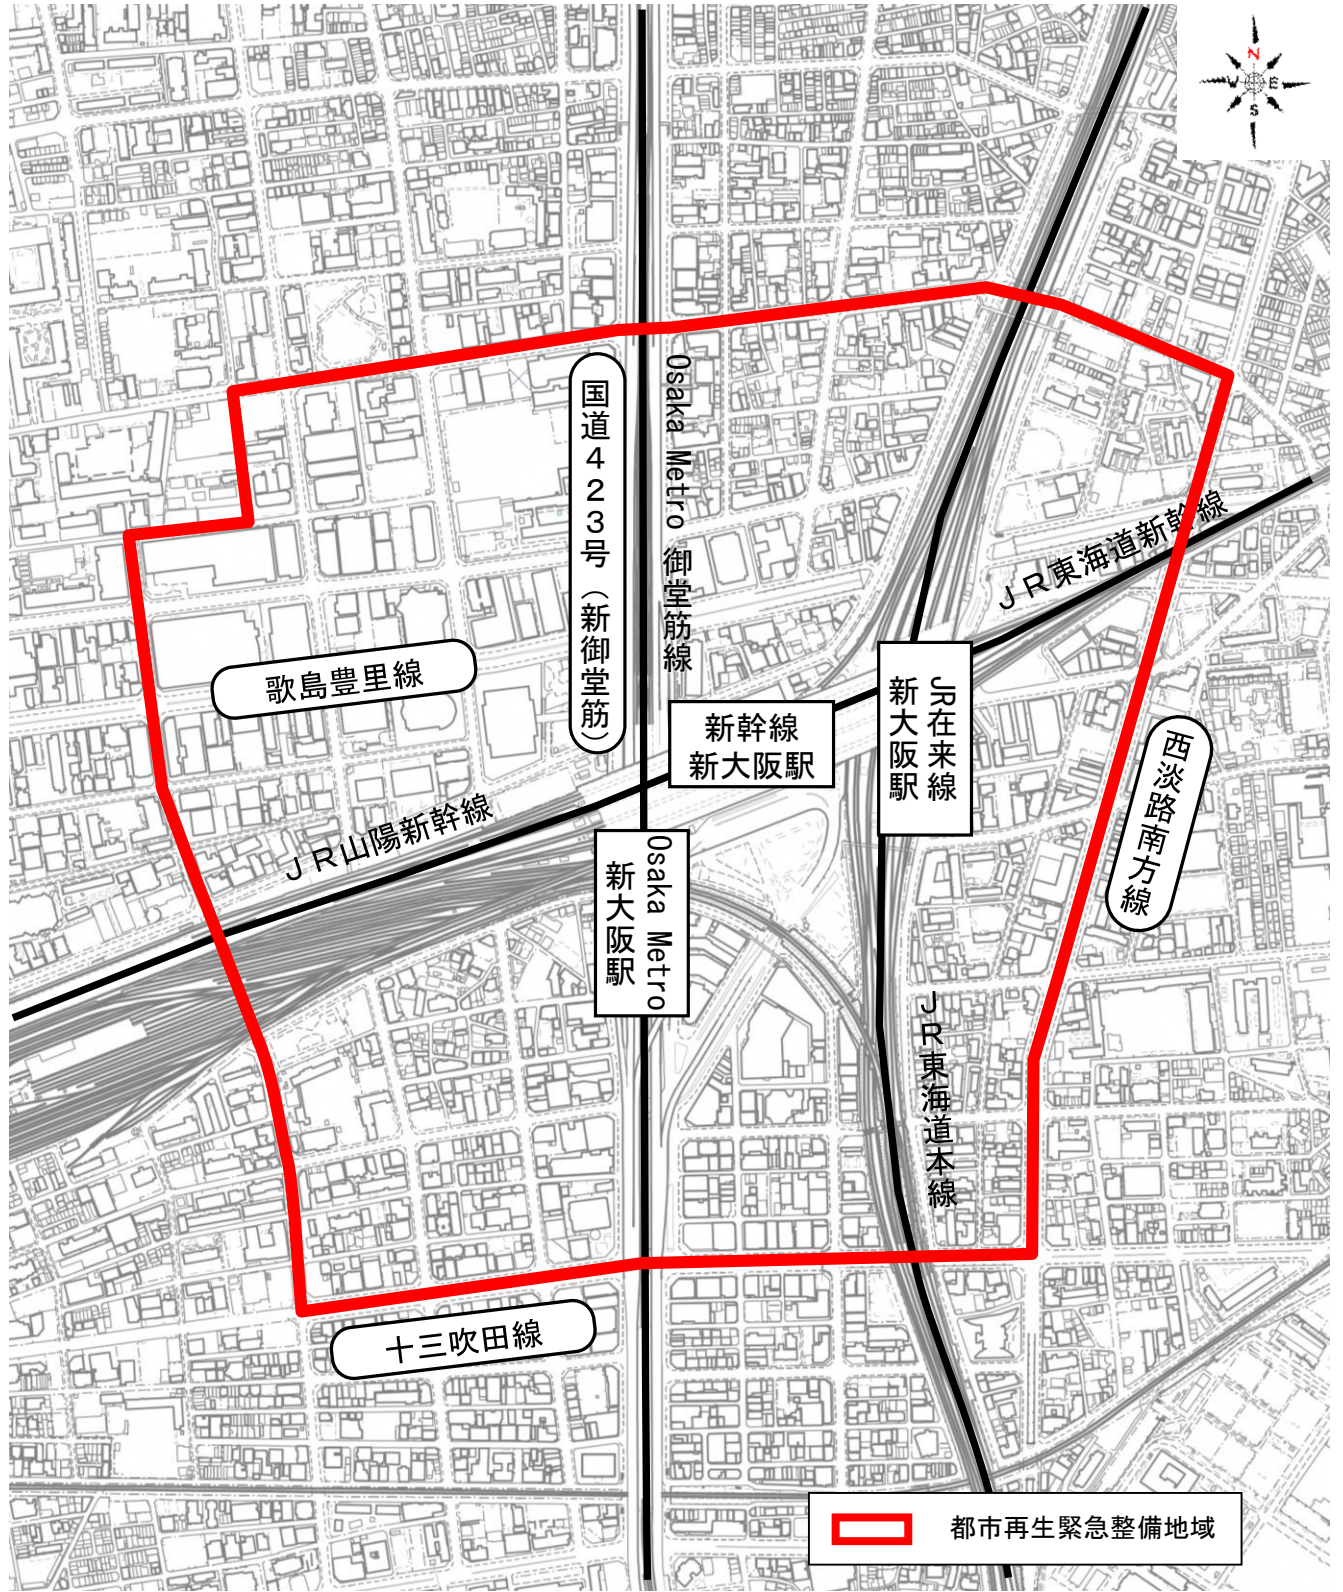 N
W E
S
国道４２３号（新御堂筋）
Osaka Metro 御堂筋線
ＪＲ東海道新幹線
歌島豊里線
新幹線
新大阪駅
JR在来線
新大阪駅
西淡路南方線
ＪＲ山陽新幹線
Osaka Metro
新大阪駅
ＪＲ東海道本線
十三吹田線
都市再生緊急整備地域